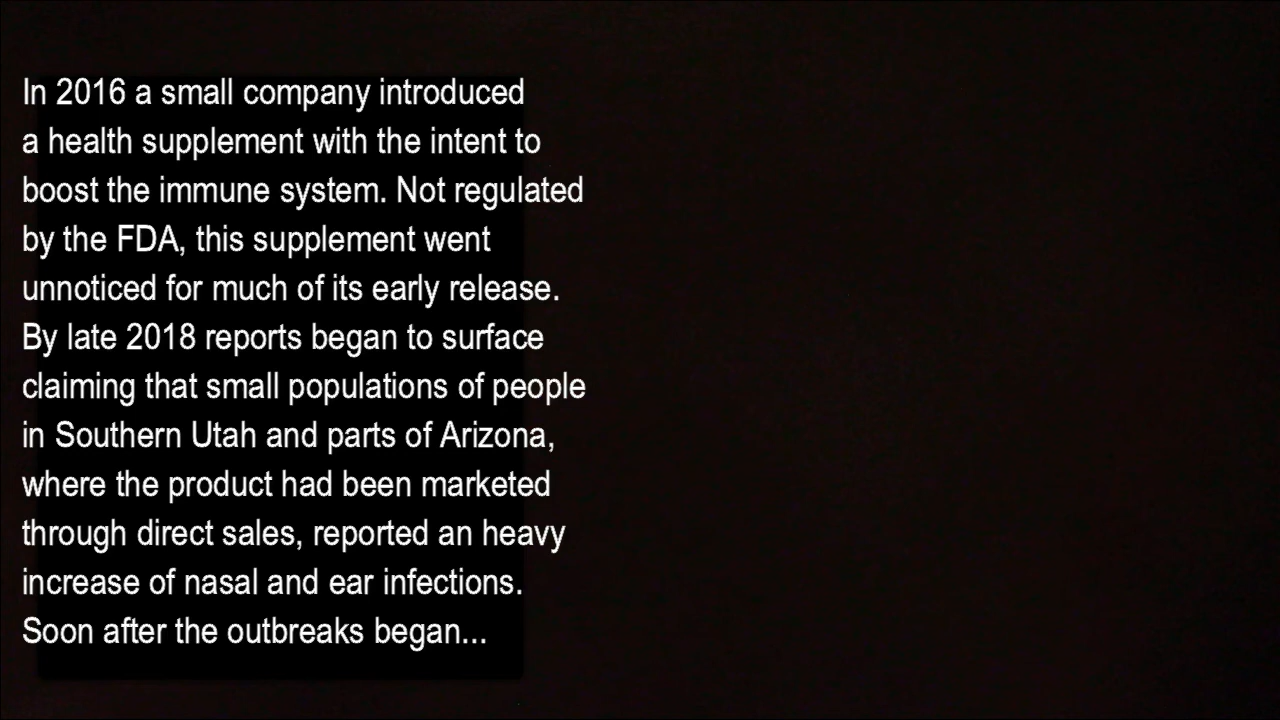 In 2016 a small company introduced
a health supplement with the intent to
boost the immune system. Not regulated
by the FDA, this supplement went
unnoticed for much of its early release.
By late 2018 reports began to surface
claiming that small populations of people
in Southern Utah and parts of Arizona,
where the product had been marketed
through direct sales, reported an heavy
increase of nasal and ear infections.
Soon after the outbreaks began...